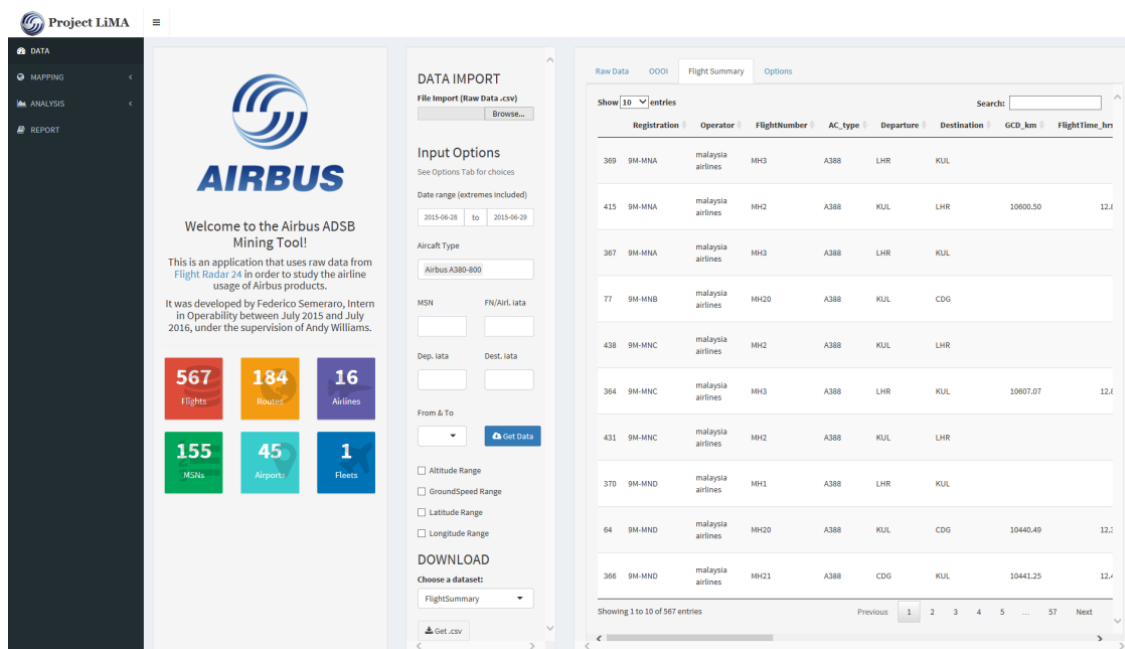 Project LiMA
DATA
MAPPING
ANALYSIS
REPORT
AIRBUS
Welcome to the Airbus ADSB
Mining Tool!
This is an application that uses raw data from
Flight Radar 24 in order to study the airline
usage of Airbus products.
It was developed by Federico Semeraro, Intern
in Operability between July 2015 and July
2016, under the supervision of Andy Williams.
567
Flights
184
Routes
16
Airlines
155
MSNs
45
Airports
1
Fleets
DATA IMPORT
File Import (Raw Data .csv)
Browse...
Input Options
See Options Tab for choices
Date range (extremes included)
2015-06-28 to 2015-06-29
Aircaft Type
Airbus A380-800
MSN FN/Airl. iata
Dep. iata Dest. iata
From & To
Get Data
Altitude Range
GroundSpeed Range
Latitude Range
Longitude Range
DOWNLOAD
Choose a dataset:
FlightSummary
Get .csv
Raw Data OOOI Flight Summary Options
Show 10 entries Search:
Registration Operator FlightNumber AC_type Departure Destination GCD_km FlightTime_hrs
369 9M-MNA malaysia airlines MH3 A388 LHR KUL
415 9M-MNA malaysia airlines MH2 A388 KUL LHR 10600.50 12.8
367 9M-MNA malaysia airlines MH3 A388 LHR KUL
77 9M-MNB malaysia airlines MH20 A388 KUL CDG
438 9M-MNC malaysia airlines MH2 A388 KUL LHR
364 9M-MNC malaysia airlines MH3 A388 LHR KUL 10607.07 12.8
431 9M-MNC malaysia airlines MH2 A388 KUL LHR
370 9M-MND malaysia airlines MH1 A388 LHR KUL
64 9M-MND malaysia airlines MH20 A388 KUL CDG 10440.49 12.3
366 9M-MND malaysia airlines MH21 A388 CDG KUL 10441.25 12.4
Showing 1 to 10 of 567 entries
Previous 1 2 3 4 5 ... 57 Next